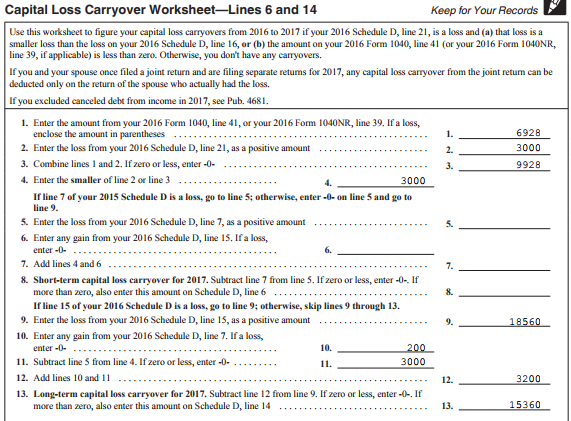 Capital Loss Carryover Worksheet—Lines 6 and 14 Keep for Your Records
Use this worksheet to figure your capital loss carryovers from 2016 to 2017 if your 2016 Schedule D, line 21, is a loss and (a) that loss is a
smaller loss than the loss on your 2016 Schedule D, line 16, or (b) the amount on your 2016 Form 1040, line 41 (or your 2016 Form 1040NR,
line 39, if applicable) is less than zero. Otherwise, you don't have any carryovers.
If you and your spouse once filed a joint return and are filing separate returns for 2017, any capital loss carryover from the joint return can be
deducted only on the return of the spouse who actually had the loss.
If you excluded canceled debt from income in 2017, see Pub. 4681.
1. Enter the amount from your 2016 Form 1040, line 41, or your 2016 Form 1040NR, line 39. If a loss,
enclose the amount in parentheses 1. 6928
2. Enter the loss from your 2016 Schedule D, line 21, as a positive amount 2. 3000
3. Combine lines 1 and 2. If zero or less, enter -0- 3. 9928
4. Enter the smaller of line 2 or line 3 4. 3000
If line 7 of your 2015 Schedule D is a loss, go to line 5; otherwise, enter -0- on line 5 and go to
line 9.
5. Enter the loss from your 2016 Schedule D, line 7, as a positive amount 5.
6. Enter any gain from your 2016 Schedule D, line 15. If a loss,
enter -0- 6.
7. Add lines 4 and 6 7.
8. Short-term capital loss carryover for 2017. Subtract line 7 from line 5. If zero or less, enter -0-. If
more than zero, also enter this amount on Schedule D, line 6 8.
If line 15 of your 2016 Schedule D is a loss, go to line 9; otherwise, skip lines 9 through 13.
9. Enter the loss from your 2016 Schedule D, line 15, as a positive amount 9. 18560
10. Enter any gain from your 2016 Schedule D, line 7. If a loss,
enter -0- 10. 200
11. Subtract line 5 from line 4. If zero or less, enter -0- 11. 3000
12. Add lines 10 and 11 12. 3200
13. Long-term capital loss carryover for 2017. Subtract line 12 from line 9. If zero or less, enter -0-. If
more than zero, also enter this amount on Schedule D, line 14 13. 15360